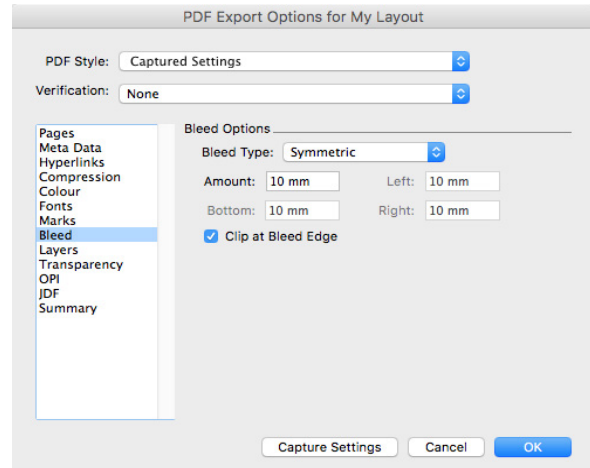 PDF Export Options for My Layout
PDF Style: Captured Settings
Verification: None
Pages
Meta Data
Hyperlinks
Compression
Colour
Fonts
Marks
Bleed
Layers
Transparency
OPI
JDF
Summary
Bleed Options
Bleed Type: Symmetric
Amount: 10 mm Left: 10 mm
Bottom: 10 mm Right: 10 mm
Clip at Bleed Edge
Capture Settings Cancel OK